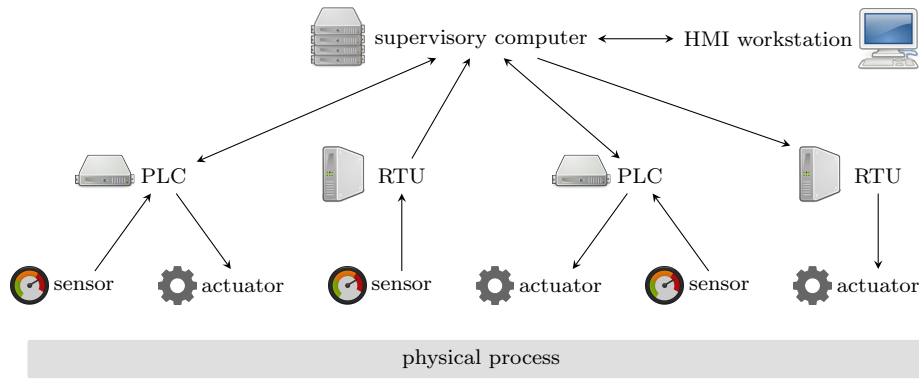 supervisory computer
HMI workstation
PLC
RTU
PLC
RTU
sensor
actuator
sensor
actuator
sensor
actuator
physical process